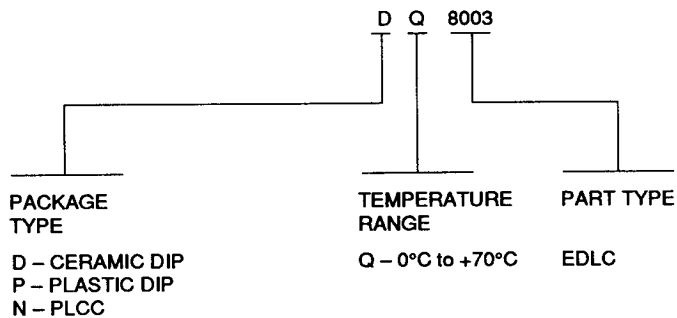 D Q 8003
PACKAGE
TYPE
TEMPERATURE
RANGE
PART TYPE
D – CERAMIC DIP
P – PLASTIC DIP
N – PLCC
Q – 0°C to +70°C
EDLC